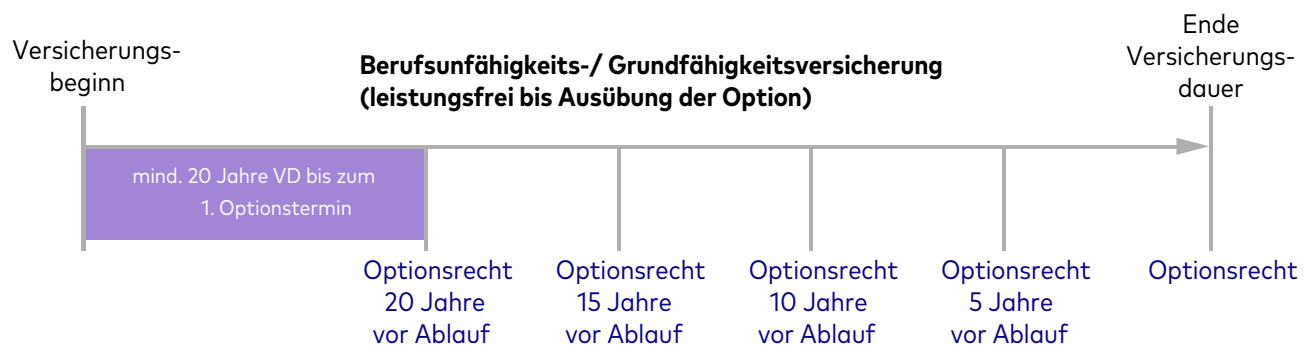 Versicherungs-
beginn
Berufsunfähigkeits-/ Grundfähigkeitsversicherung
(leistungsfrei bis Ausübung der Option)
Ende
Versicherungs-
dauer
mind. 20 Jahre VD bis zum
1. Optionstermin
Optionsrecht
20 Jahre
vor Ablauf
Optionsrecht
15 Jahre
vor Ablauf
Optionsrecht
10 Jahre
vor Ablauf
Optionsrecht
5 Jahre
vor Ablauf
Optionsrecht